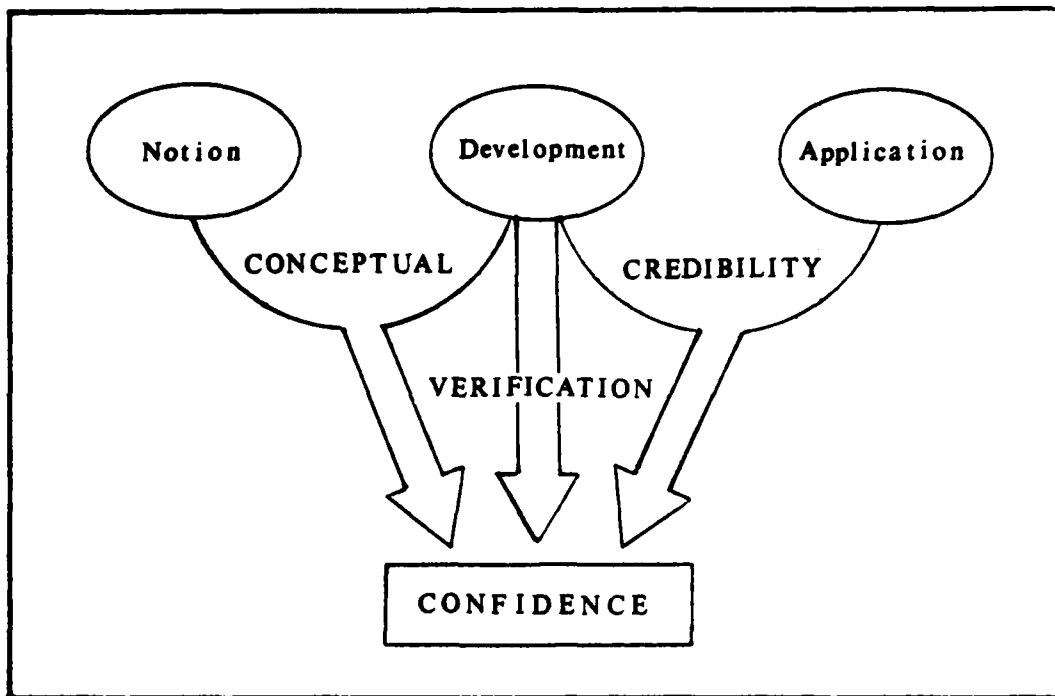 Notion
Development
Application
CONCEPTUAL
CREDIBILITY
VERIFICATION
CONFIDENCE